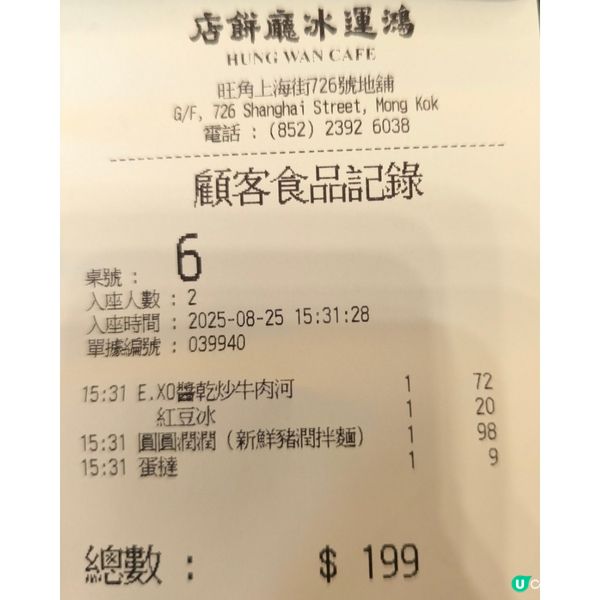 店餅廳冰運鴻
HUNG WAN CAFE
旺角上海街726號地舖
G/F, 726 Shanghai Street, Mong Kok
電話 : (852) 2392 6038
顧客食品記錄
桌號 : 6
入座人數 : 2
入座時間 : 2025-08-25 15:31:28
單據編號 : 039940
15:31 E.XO醬乾炒牛肉河 1 72
紅豆冰 1 20
15:31 圓圓潤潤 (新鮮豬潤拌麵) 1 98
15:31 蛋撻 1 9
總數 : $ 199